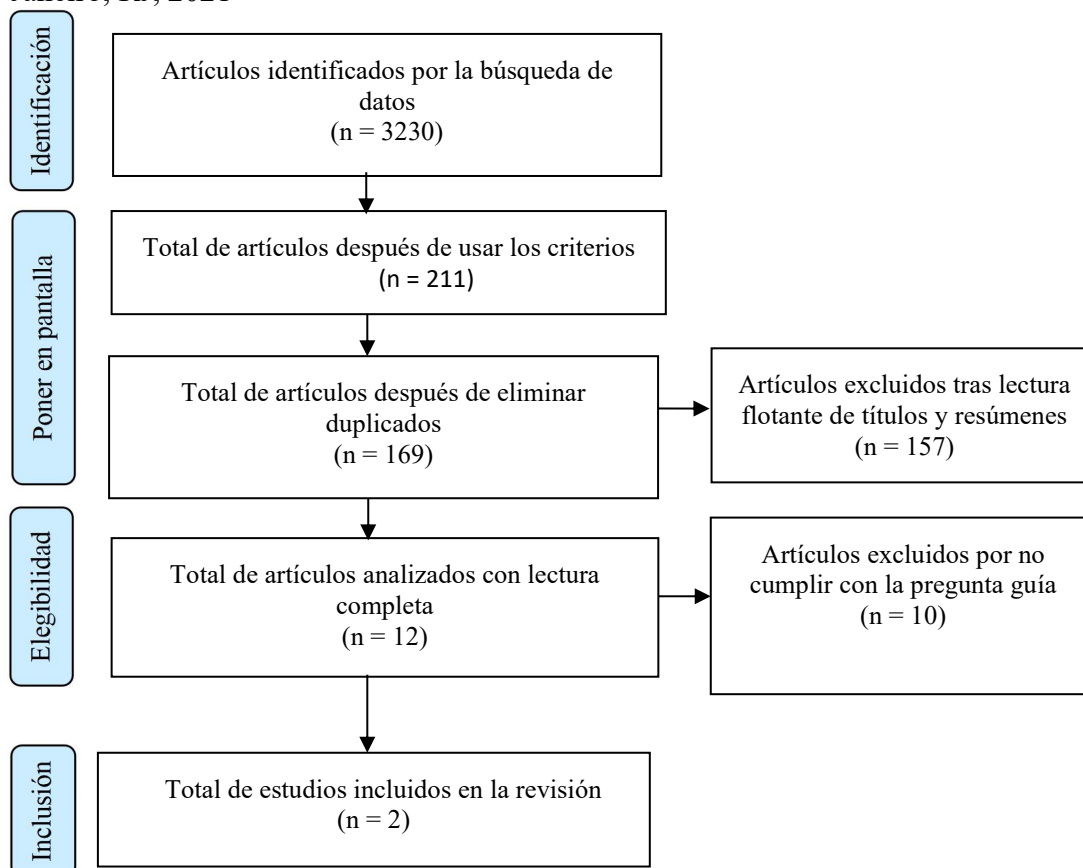 Identificación
Artículos identificados por la búsqueda de
datos
(n = 3230)
Poner en pantalla
Total de artículos después de usar los criterios
(n = 211)
Total de artículos después de eliminar
duplicados
(n = 169)
Artículos excluidos tras lectura
flotante de títulos y resúmenes
(n = 157)
Elegibilidad
Total de artículos analizados con lectura
completa
(n = 12)
Artículos excluidos por no
cumplir con la pregunta guía
(n = 10)
Inclusión
Total de estudios incluidos en la revisión
(n = 2)